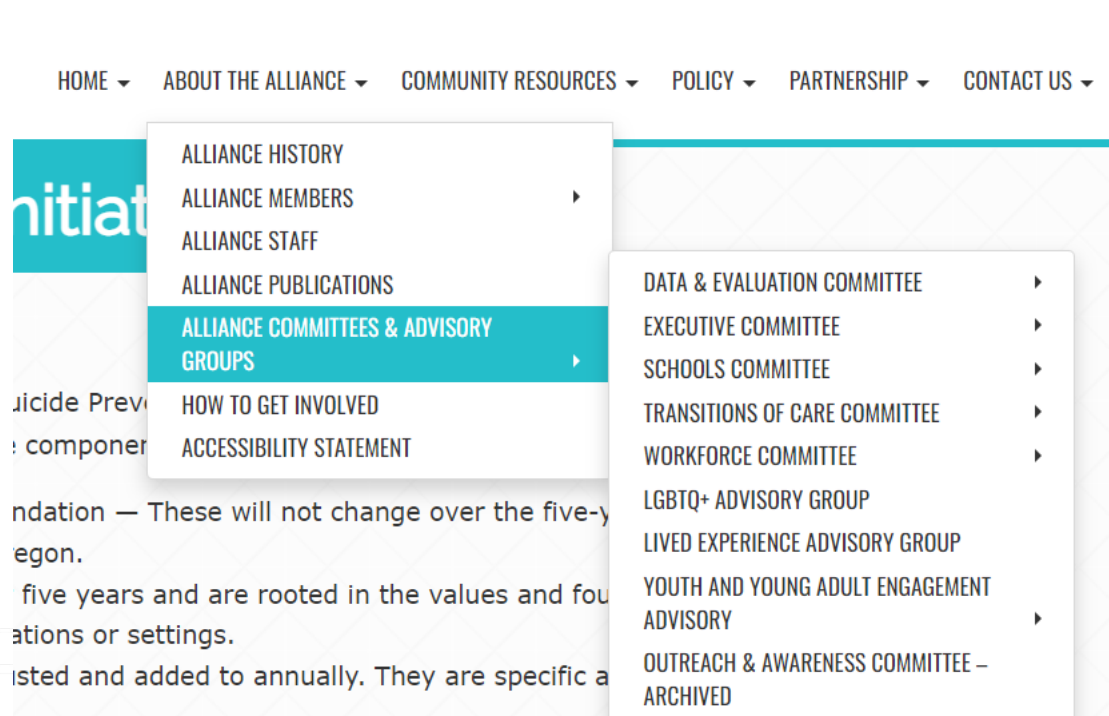 HOME ABOUT THE ALLIANCE COMMUNITY RESOURCES POLICY PARTNERSHIP CONTACT US
ALLIANCE HISTORY
ALLIANCE MEMBERS
ALLIANCE STAFF
ALLIANCE PUBLICATIONS
ALLIANCE COMMITTEES & ADVISORY
GROUPS
HOW TO GET INVOLVED
ACCESSIBILITY STATEMENT
DATA & EVALUATION COMMITTEE
EXECUTIVE COMMITTEE
SCHOOLS COMMITTEE
TRANSITIONS OF CARE COMMITTEE
WORKFORCE COMMITTEE
LGBTQ+ ADVISORY GROUP
LIVED EXPERIENCE ADVISORY GROUP
YOUTH AND YOUNG ADULT ENGAGEMENT
ADVISORY
OUTREACH & AWARENESS COMMITTEE –
ARCHIVED
nitiat
uicide Prev
componen
ndation — These will not change over the five-y
egon.
five years and are rooted in the values and fou
ations or settings.
usted and added to annually. They are specific a